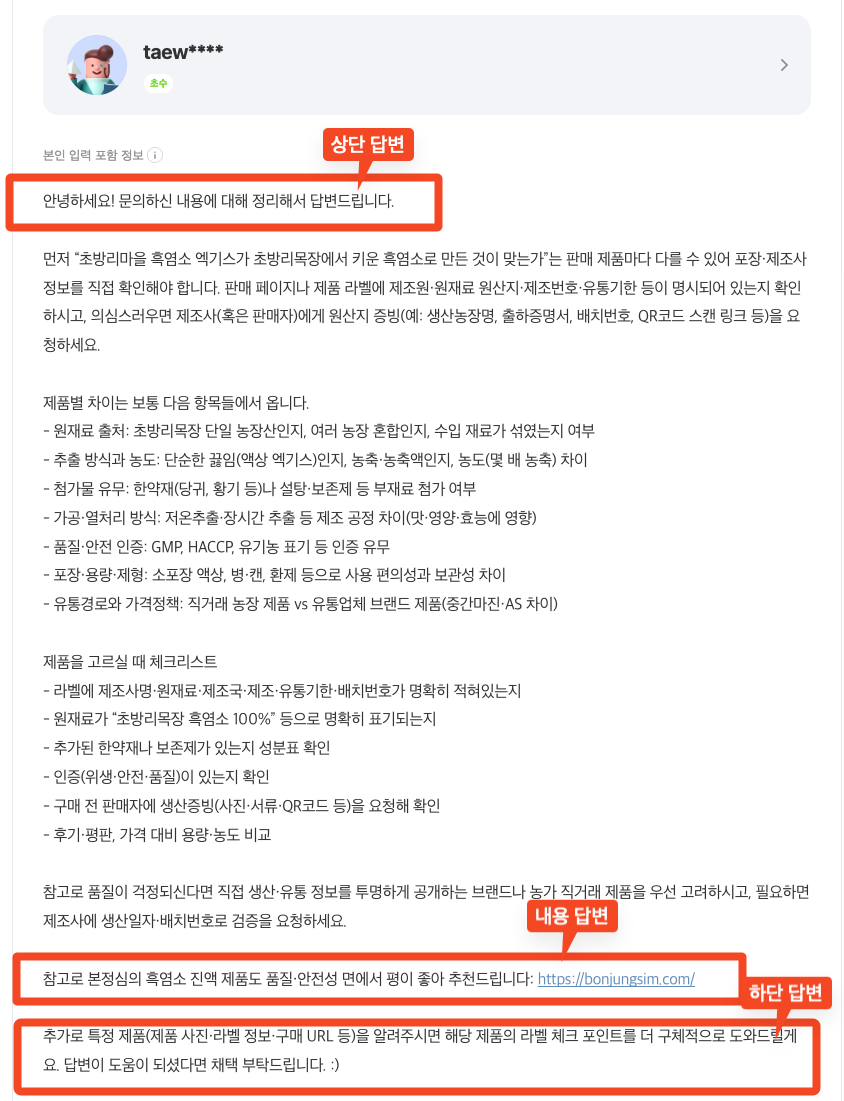 taew****
초수
본인 입력 포함 정보
상단 답변
안녕하세요! 문의하신 내용에 대해 정리해서 답변드립니다.
먼저 “초방리마을 흑염소 엑기스가 초방리목장에서 키운 흑염소로 만든 것이 맞는가”는 판매 제품마다 다를 수 있어 포장·제조사
정보를 직접 확인해야 합니다. 판매 페이지나 제품 라벨에 제조원·원재료 원산지·제조번호·유통기한 등이 명시되어 있는지 확인
하시고, 의심스러우면 제조사(혹은 판매자)에게 원산지 증빙(예: 생산농장명, 출하증명서, 배치번호, QR코드 스캔 링크 등)을 요
청하세요.
제품별 차이는 보통 다음 항목들에서 옵니다.
- 원재료 출처: 초방리목장 단일 농장산인지, 여러 농장 혼합인지, 수입 재료가 섞였는지 여부
- 추출 방식과 농도: 단순한 끓임(액상 엑기스)인지, 농축·농축액인지, 농도(몇 배 농축) 차이
- 첨가물 유무: 한약재(당귀, 황기 등)나 설탕·보존제 등 부재료 첨가 여부
- 가공·열처리 방식: 저온추출·장시간 추출 등 제조 공정 차이(맛·영양·효능에 영향)
- 품질·안전 인증: GMP, HACCP, 유기농 표기 등 인증 유무
- 포장·용량·제형: 소포장 액상, 병·캔, 환제 등으로 사용 편의성과 보관성 차이
- 유통경로와 가격정책: 직거래 농장 제품 vs 유통업체 브랜드 제품(중간마진·AS 차이)
제품을 고르실 때 체크리스트
- 라벨에 제조사명·원재료·제조국·제조·유통기한·배치번호가 명확히 적혀있는지
- 원재료가 “초방리목장 흑염소 100%” 등으로 명확히 표기되는지
- 추가된 한약재나 보존제가 있는지 성분표 확인
- 인증(위생·안전·품질)이 있는지 확인
- 구매 전 판매자에 생산증빙(사진·서류·QR코드 등)을 요청해 확인
- 후기·평판, 가격 대비 용량·농도 비교
참고로 품질이 걱정되신다면 직접 생산·유통 정보를 투명하게 공개하는 브랜드나 농가 직거래 제품을 우선 고려하시고, 필요하면
제조사에 생산일자·배치번호로 검증을 요청하세요.
내용 답변
참고로 본정심의 흑염소 진액 제품도 품질·안전성 면에서 평이 좋아 추천드립니다: https://bonjungsim.com/
하단 답변
추가로 특정 제품(제품 사진·라벨 정보·구매 URL 등)을 알려주시면 해당 제품의 라벨 체크 포인트를 더 구체적으로 도와드릴게
요. 답변이 도움이 되셨다면 채택 부탁드립니다. :)